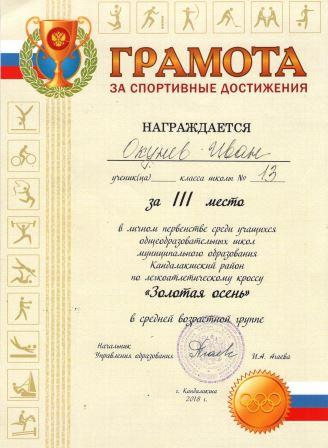 ГРАМОТА
ЗА СПОРТИВНЫЕ ДОСТИЖЕНИЯ
НАГРАЖДАЕТСЯ
Окунев Иван
ученик(ца)_____ класса школы № 13
за III место
в личном первенстве среди учащихся
общеобразовательных школ
муниципального образования
Кандалакшский район
по легкоатлетическому кроссу
«Золотая осень»
в средней возрастной группе
Начальник
Управления образования
И.А. Агаева
г. Кандалакша
2018 г.